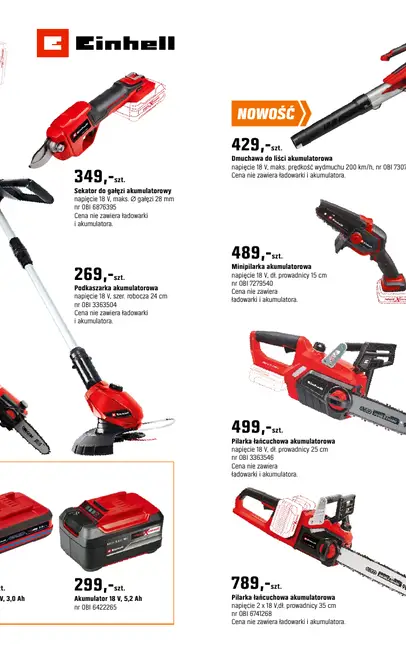 Einhell
349,-szt.
Sekator do gałęzi akumulatorowy
napięcie 18 V, maks. Ø gałęzi 28 mm
nr OBI 6876395
Cena nie zawiera ładowarki
i akumulatora.
269,-szt.
Podkaszarka akumulatorowa
napięcie 18 V, szer. robocza 24 cm
nr OBI 3363504
Cena nie zawiera ładowarki
i akumulatora.
V, 3,0 Ah
299,-szt.
Akumulator 18 V, 5,2 Ah
nr OBI 6422265
NOWOŚĆ
429,-szt.
Dmuchawa do liści akumulatorowa
napięcie 18 V, maks. prędkość wydmuchu 200 km/h, nr OBI 7307
Cena nie zawiera ładowarki i akumulatora.
489,-szt.
Minipilarka akumulatorowa
napięcie 18 V, dł. prowadnicy 15 cm
nr OBI 7279540
Cena nie zawiera
ładowarki i akumulatora.
Einhell
499,-szt.
Pilarka łańcuchowa akumulatorowa
napięcie 18 V, dł. prowadnicy 25 cm
nr OBI 3363546
Cena nie zawiera
ładowarki i akumulatora.
789,-szt.
Pilarka łańcuchowa akumulatorowa
napięcie 2 x 18 V,dł. prowadnicy 35 cm
nr OBI 6741268
Cena nie zawiera ładowarki i akumulatora.